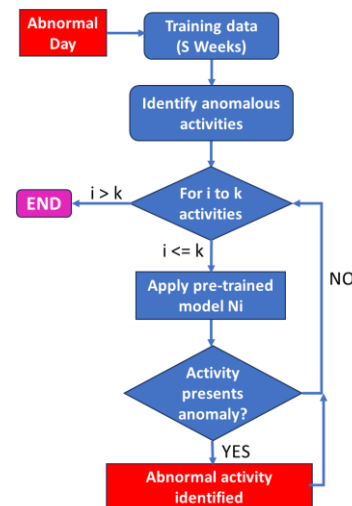 Abnormal
Day
Training data
(S Weeks)
Identify anomalous
activities
For i to k
activities
i > k
END
i <= k
Apply pre-trained
model Ni
NO
Activity
presents
anomaly?
YES
Abnormal activity
identified